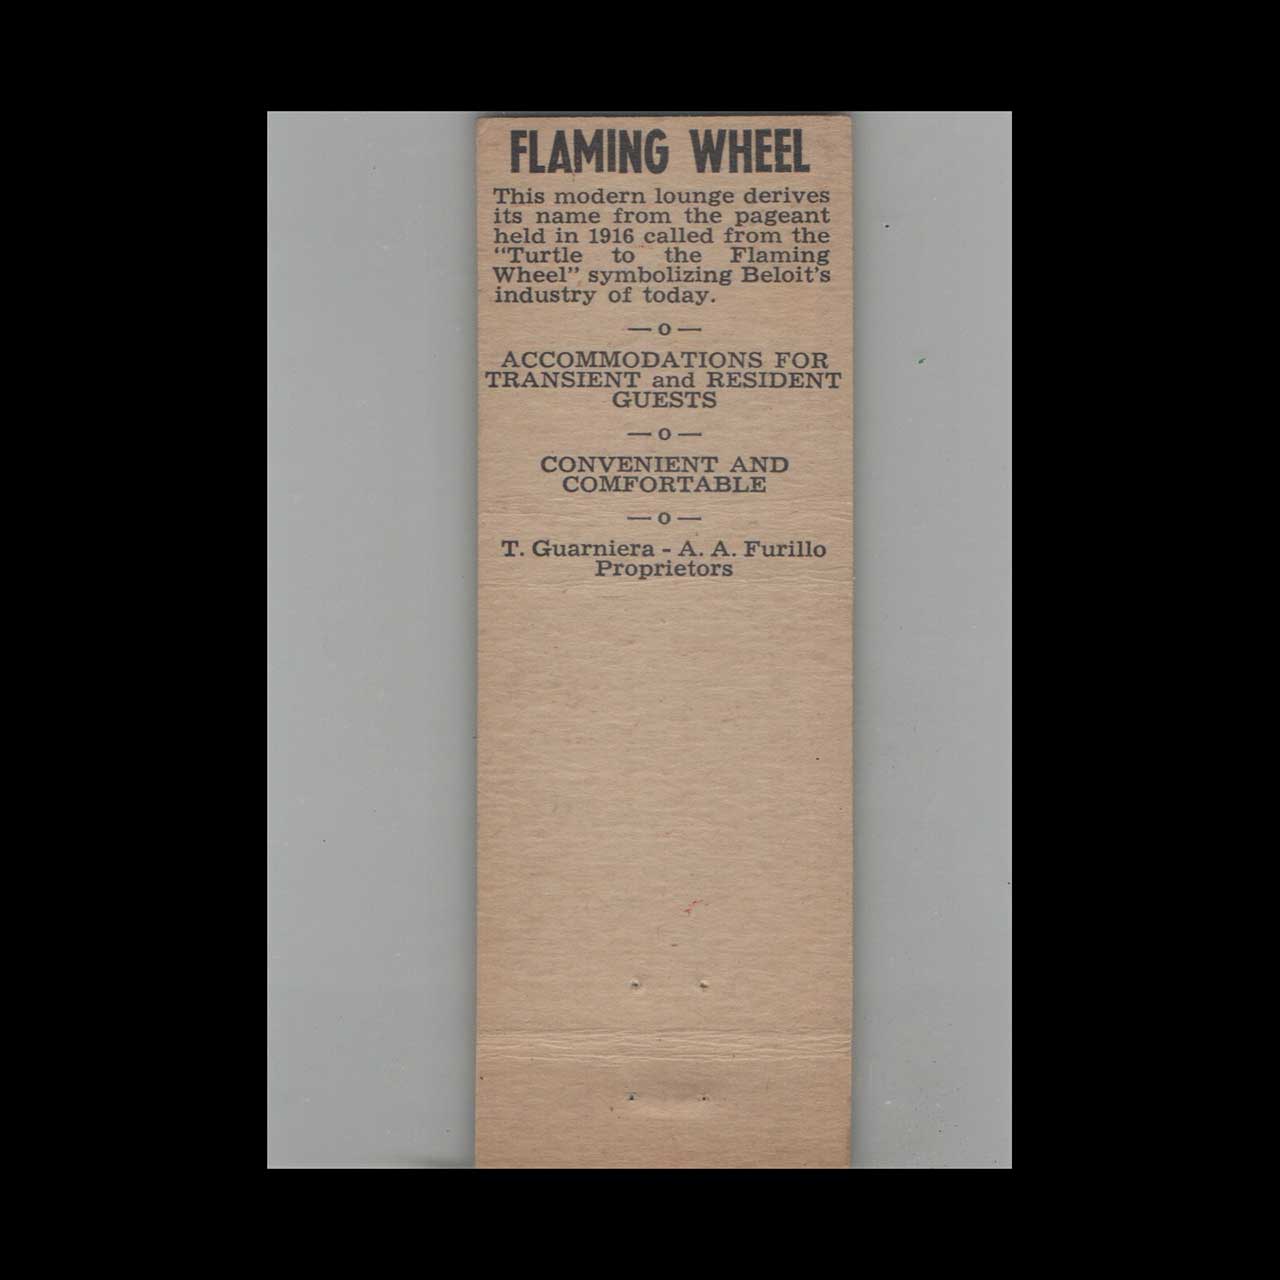 FLAMING WHEEL
This modern lounge derives
its name from the pageant
held in 1916 called from the
“Turtle to the Flaming
Wheel” symbolizing Beloit's
industry of today.
—o—
ACCOMMODATIONS FOR
TRANSIENT and RESIDENT
GUESTS
—o—
CONVENIENT AND
COMFORTABLE
—o—
T. Guarniera - A. A. Furillo
Proprietors